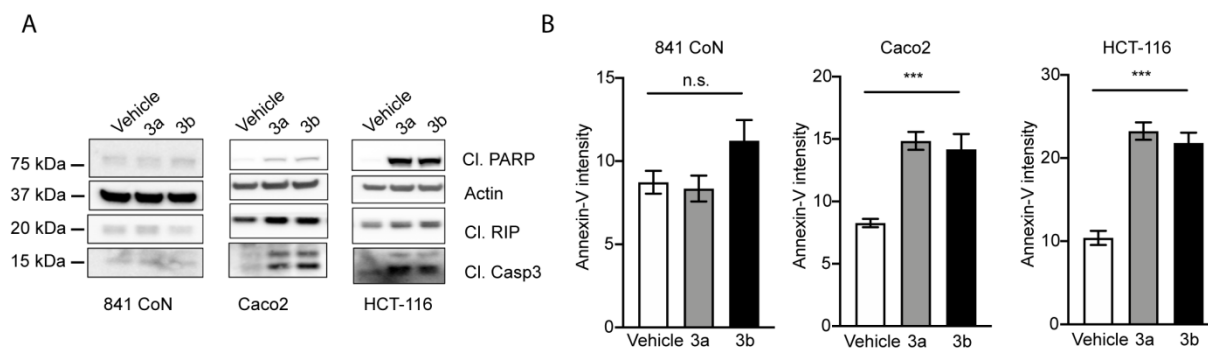 A
Vehicle
3a
3b
Vehicle
3a
3b
Vehicle
3a
3b
75 kDa
37 kDa
20 kDa
15 kDa
Cl. PARP
Actin
Cl. RIP
Cl. Casp3
841 CoN
Caco2
HCT-116
B
841 CoN
Annexin-V intensity
15
10
5
0
n.s.
Vehicle 3a 3b
Caco2
Annexin-V intensity
20
15
10
5
0
***
Vehicle 3a 3b
HCT-116
Annexin-V intensity
30
20
10
0
***
Vehicle 3a 3b